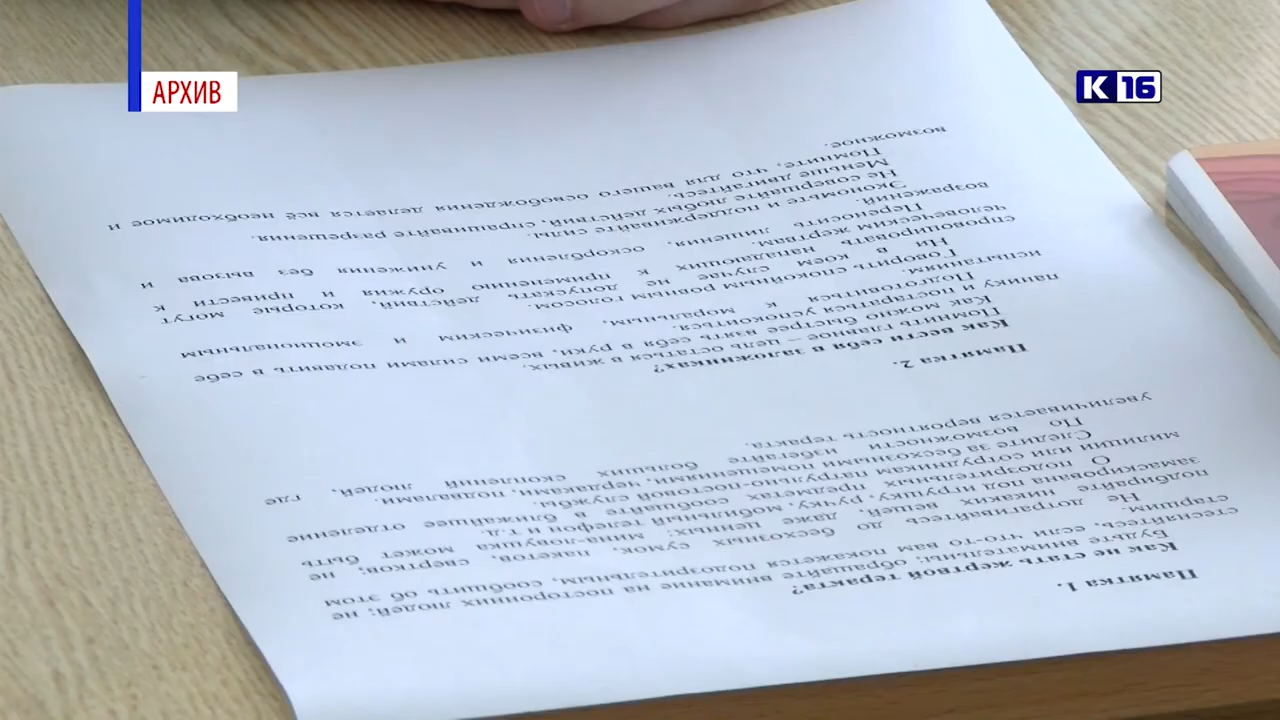 АРХИВ
К 16
Памятка 1.
Как не стать жертвой теракта?
Будьте внимательны; обращайте внимание на посторонних людей; не
стесняйтесь, если что-то вам покажется подозрительным, сообщить об этом
старшим.
Не дотрагивайтесь до бесхозных сумок, пакетов, свертков; не
подбирайте никаких вещей, даже ценных: мина-ловушка может быть
замаскирована под игрушку, ручку, мобильный телефон и т.д.
О подозрительных предметах сообщайте в ближайшее отделение
милиции или сотрудникам патрульно-постовой службы.
Следите за бесхозными помещениями, чердаками, подвалами.
По возможности избегайте больших скоплений людей, где
увеличивается вероятность теракта.
Памятка 2.
Как вести себя в заложниках?
Помнить главное – цель остаться в живых.
Как можно быстрее взять себя в руки, всеми силами подавить в себе
панику и постараться успокоиться.
Подготовиться к моральным, физическим и эмоциональным
испытаниям.
Говорить спокойным ровным голосом.
Ни в коем случае не допускать действий, которые могут
спровоцировать нападающих к применению оружия и привести к
человеческим жертвам.
Переносить лишения, оскорбления и унижения без вызова и
возражений.
Экономьте и поддерживайте силы.
Не совершайте любых действий, спрашивайте разрешения.
Меньше двигайтесь.
Помните, что для вашего освобождения делается всё необходимое и
возможное.